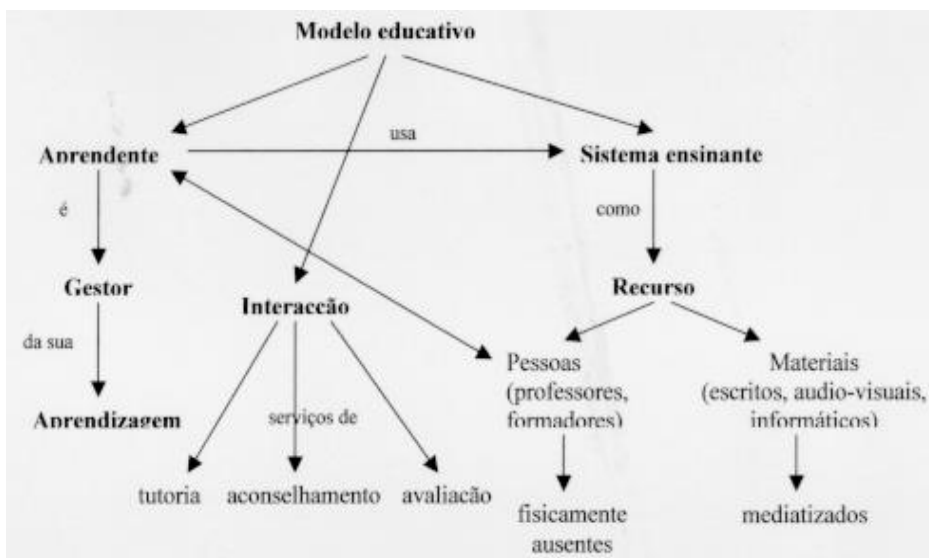 Modelo educativo
usa
Aprendente
Sistema ensinante
é
como
Gestor
Interacção
Recurso
da sua
Pessoas
(professores,
formadores)
Materiais
(escritos, audio-visuais,
informáticos)
Aprendizagem
serviços de
tutoria
aconselhamento
avaliacão
fisicamente
ausentes
mediatizados